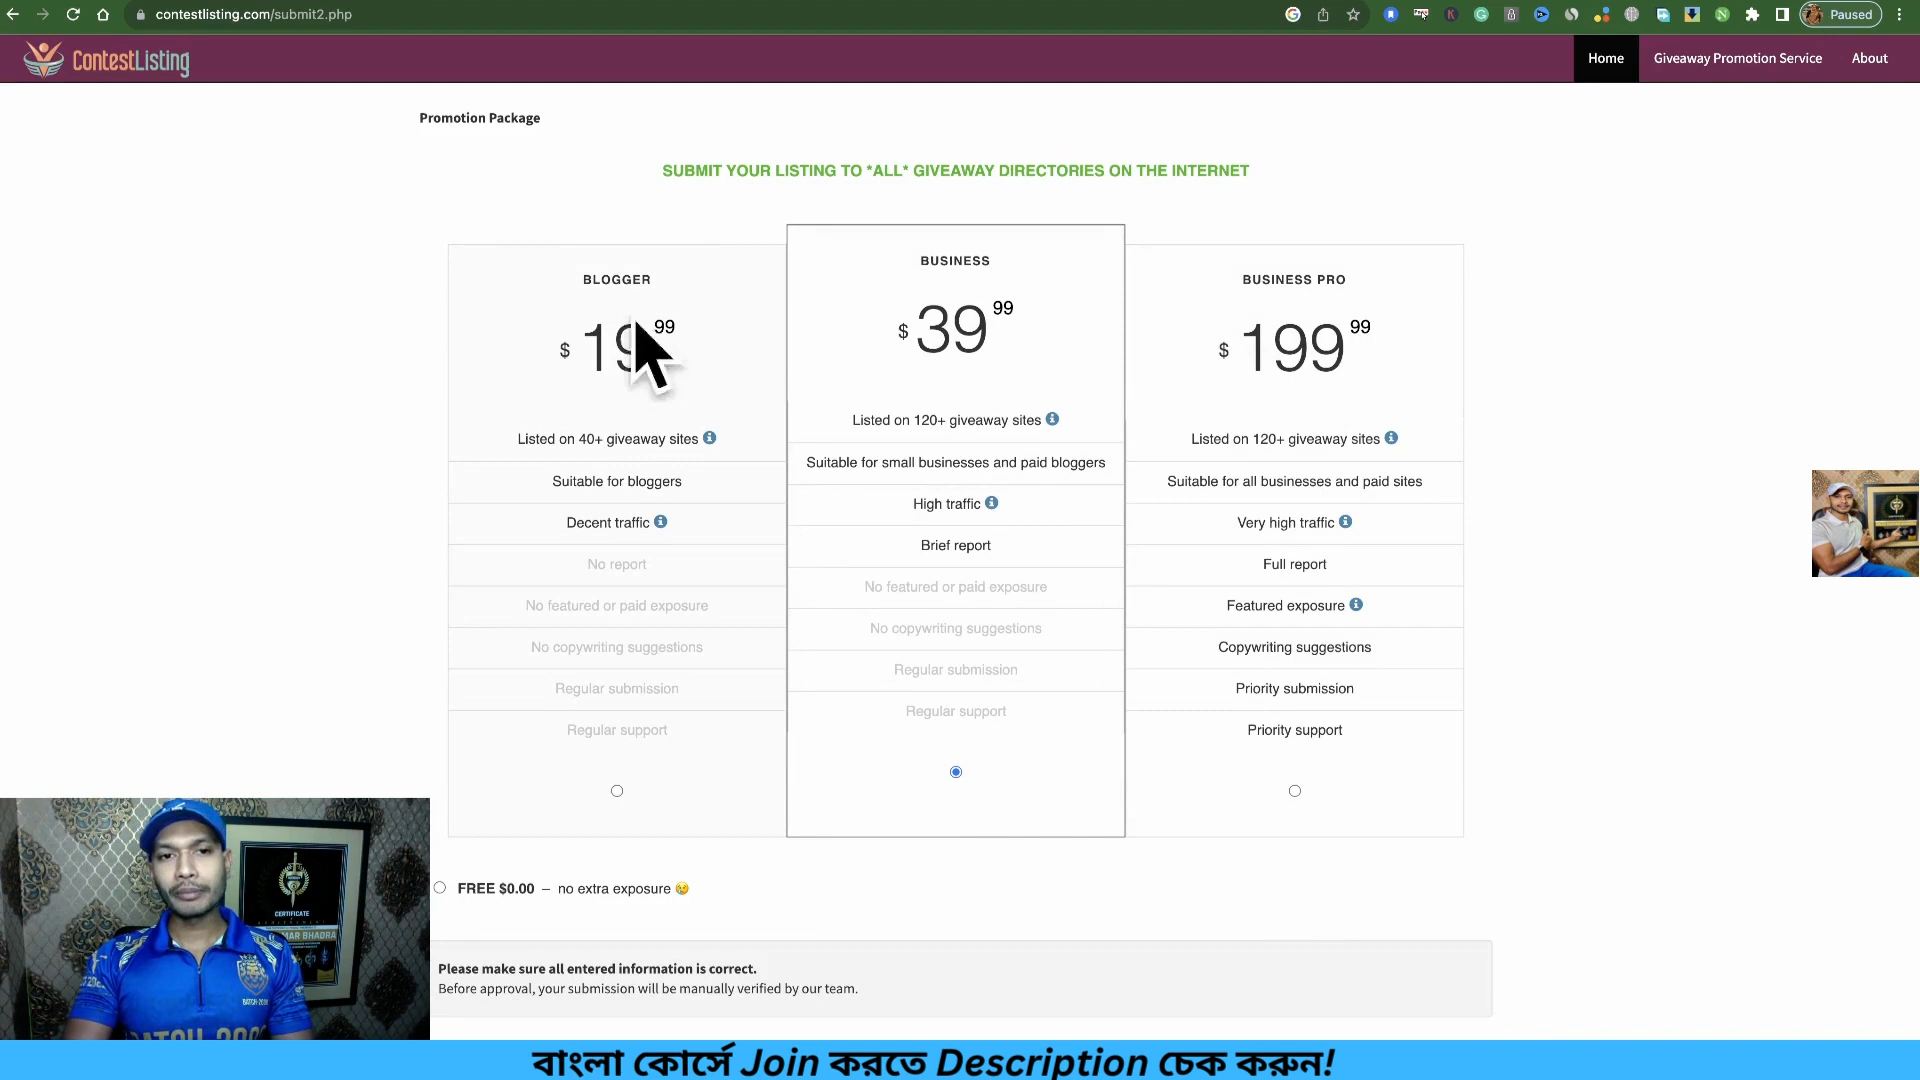 contestlisting.com/submit2.php
Paused
ContestListing
Home
Giveaway Promotion Service
About
Promotion Package
SUBMIT YOUR LISTING TO *ALL* GIVEAWAY DIRECTORIES ON THE INTERNET
BLOGGER
$ 19 99
Listed on 40+ giveaway sites
Suitable for bloggers
Decent traffic
No report
No featured or paid exposure
No copywriting suggestions
Regular submission
Regular support
BUSINESS
$ 39 99
Listed on 120+ giveaway sites
Suitable for small businesses and paid bloggers
High traffic
Brief report
No featured or paid exposure
No copywriting suggestions
Regular submission
Regular support
BUSINESS PRO
$ 199 99
Listed on 120+ giveaway sites
Suitable for all businesses and paid sites
Very high traffic
Full report
Featured exposure
Copywriting suggestions
Priority submission
Priority support
FREE $0.00 – no extra exposure 😢
Please make sure all entered information is correct.
Before approval, your submission will be manually verified by our team.
CERTIFICATE
MAR BHADRA
বাংলা কোর্সে Join করতে Description চেক করুন!